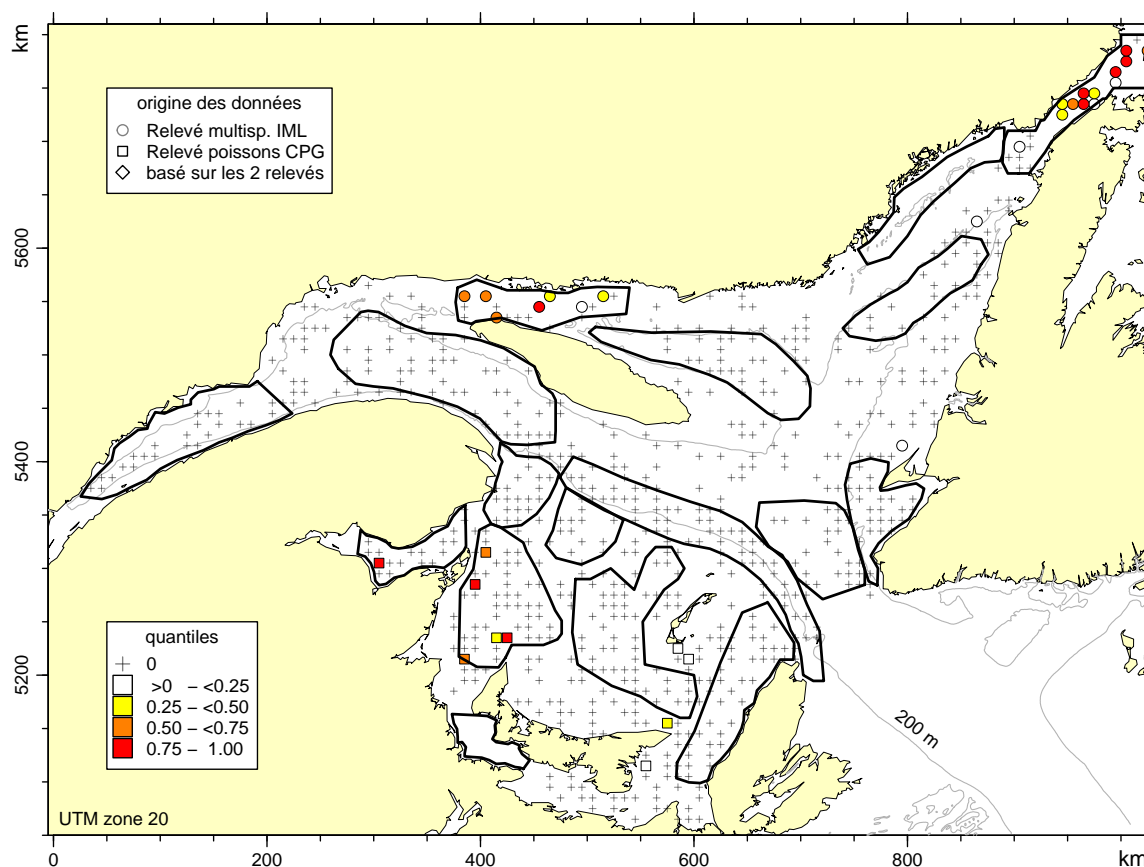 km
5600
5400
5200
origine des données
Relevé multisp. IML
Relevé poissons CPG
basé sur les 2 relevés
quantiles
0
>0 – <0.25
0.25 – <0.50
0.50 – <0.75
0.75 – 1.00
200 m
UTM zone 20
0 200 400 600 800 km